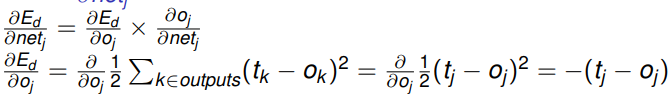 ∂E_d/∂net_j = ∂E_d/∂o_j × ∂o_j/∂net_j
∂E_d/∂o_j = ∂/∂o_j 1/2 ∑_{k∈outputs}(t_k − o_k)² = ∂/∂o_j 1/2 (t_j − o_j)² = −(t_j − o_j)